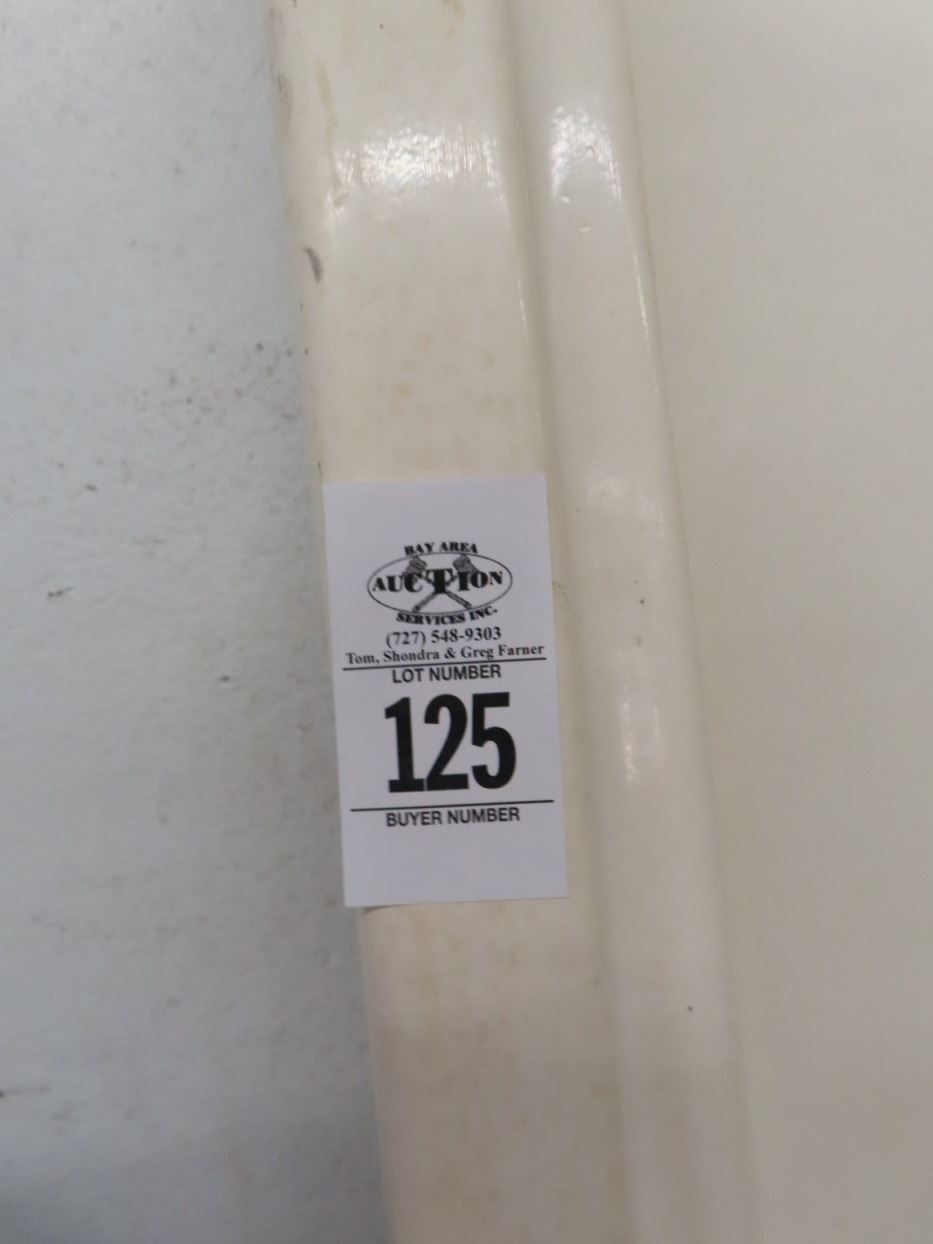 BAY AREA
AUCTION
SERVICES INC.
(727) 548-9303
Tom, Shondra & Greg Farner
LOT NUMBER
125
BUYER NUMBER